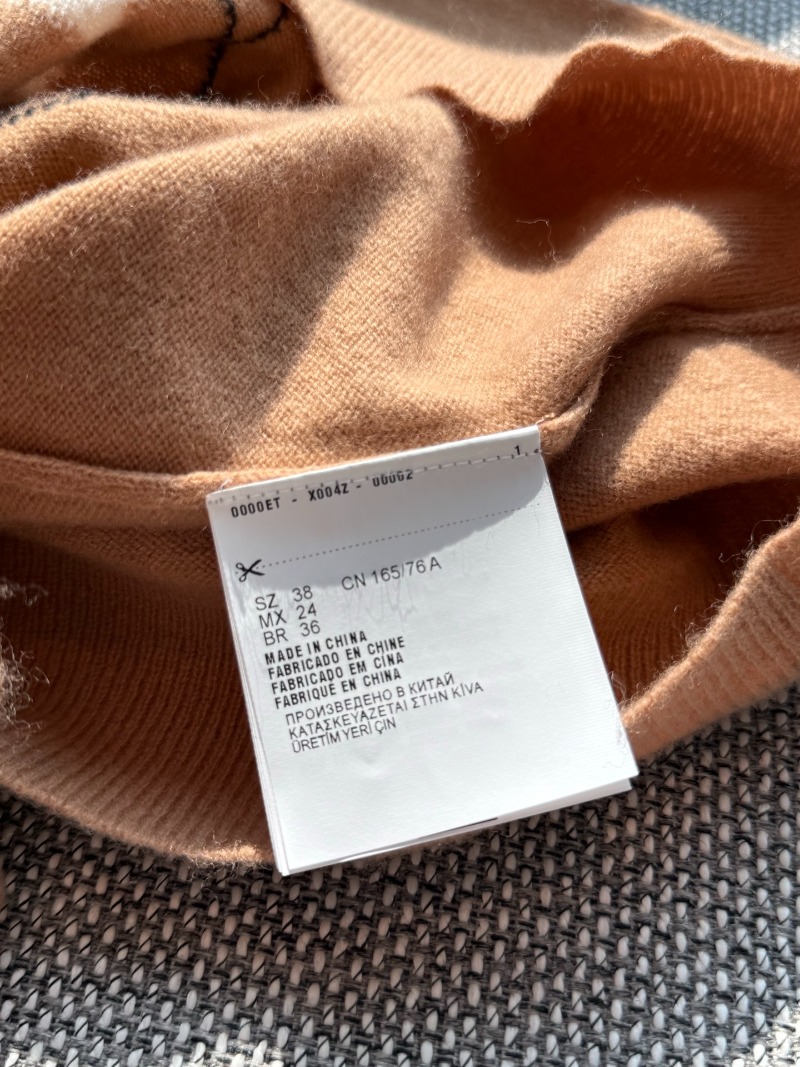 1
0000ET - X004Z - 00002
SZ 38 CN 165/76 A
MX 24
BR 36
MADE IN CHINA
FABRICADO EN CHINE
FABRICADO EM CINA
FABRIQUÉ EN CHINA
ПРОИЗВЕДЕНО В КИТАЙ
ΚΑΤΑΣΚΕΥΑΖΕΤΑΙ ΣΤΗΝ ΚΙVΑ
ÜRETİM YERİ ÇIN